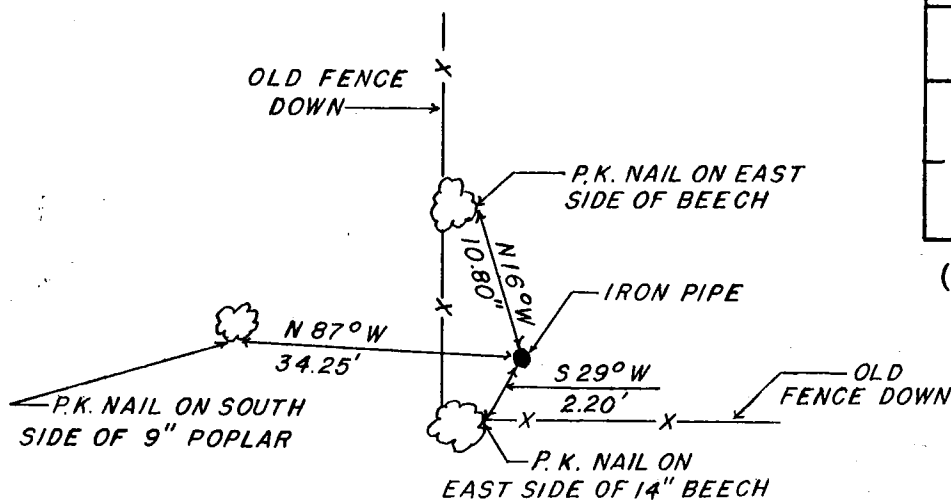 OLD FENCE
DOWN
P.K. NAIL ON EAST
SIDE OF BEECH
N 16° W
10.80"
IRON PIPE
(
N 87° W
34.25'
S 29° W
2.20'
OLD
FENCE DOWN
P.K. NAIL ON SOUTH
SIDE OF 9" POPLAR
P.K. NAIL ON
EAST SIDE OF 14" BEECH